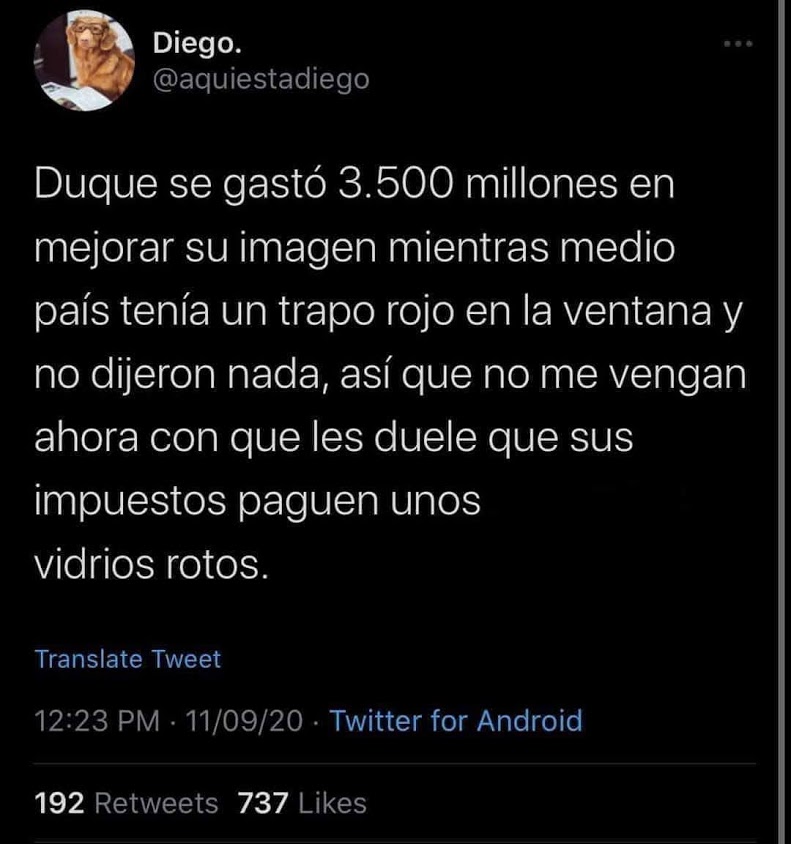 Diego.
@aquiestadiego
Duque se gastó 3.500 millones en
mejorar su imagen mientras medio
país tenía un trapo rojo en la ventana y
no dijeron nada, así que no me vengan
ahora con que les duele que sus
impuestos paguen unos
vidrios rotos.
Translate Tweet
12:23 PM · 11/09/20 · Twitter for Android
192 Retweets 737 Likes